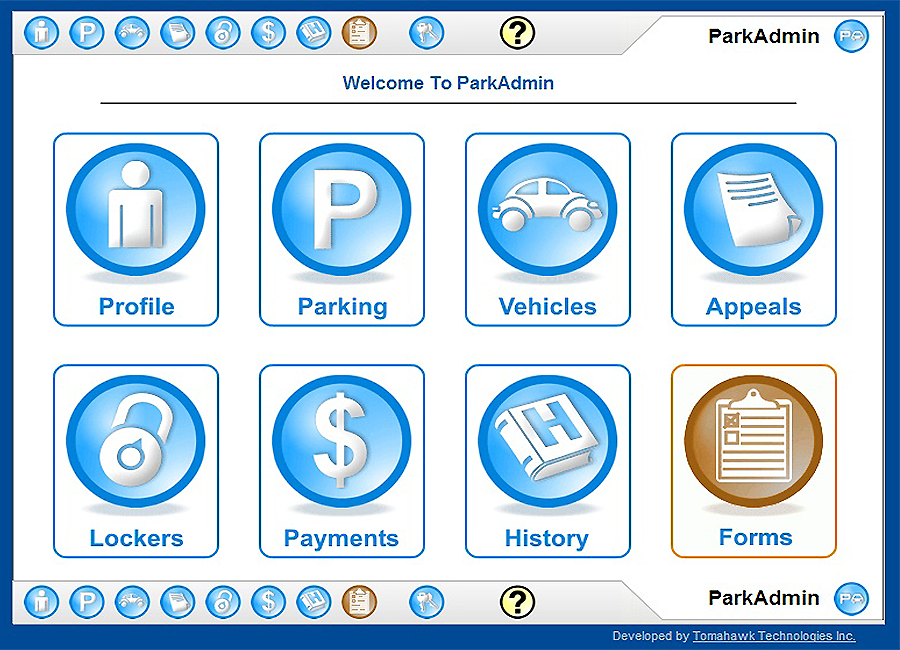 P $ H ? ParkAdmin P
Welcome To ParkAdmin
P
Profile Parking Vehicles Appeals
$ H
Lockers Payments History Forms
P $ H ? ParkAdmin P
Developed by Tomahawk Technologies Inc.